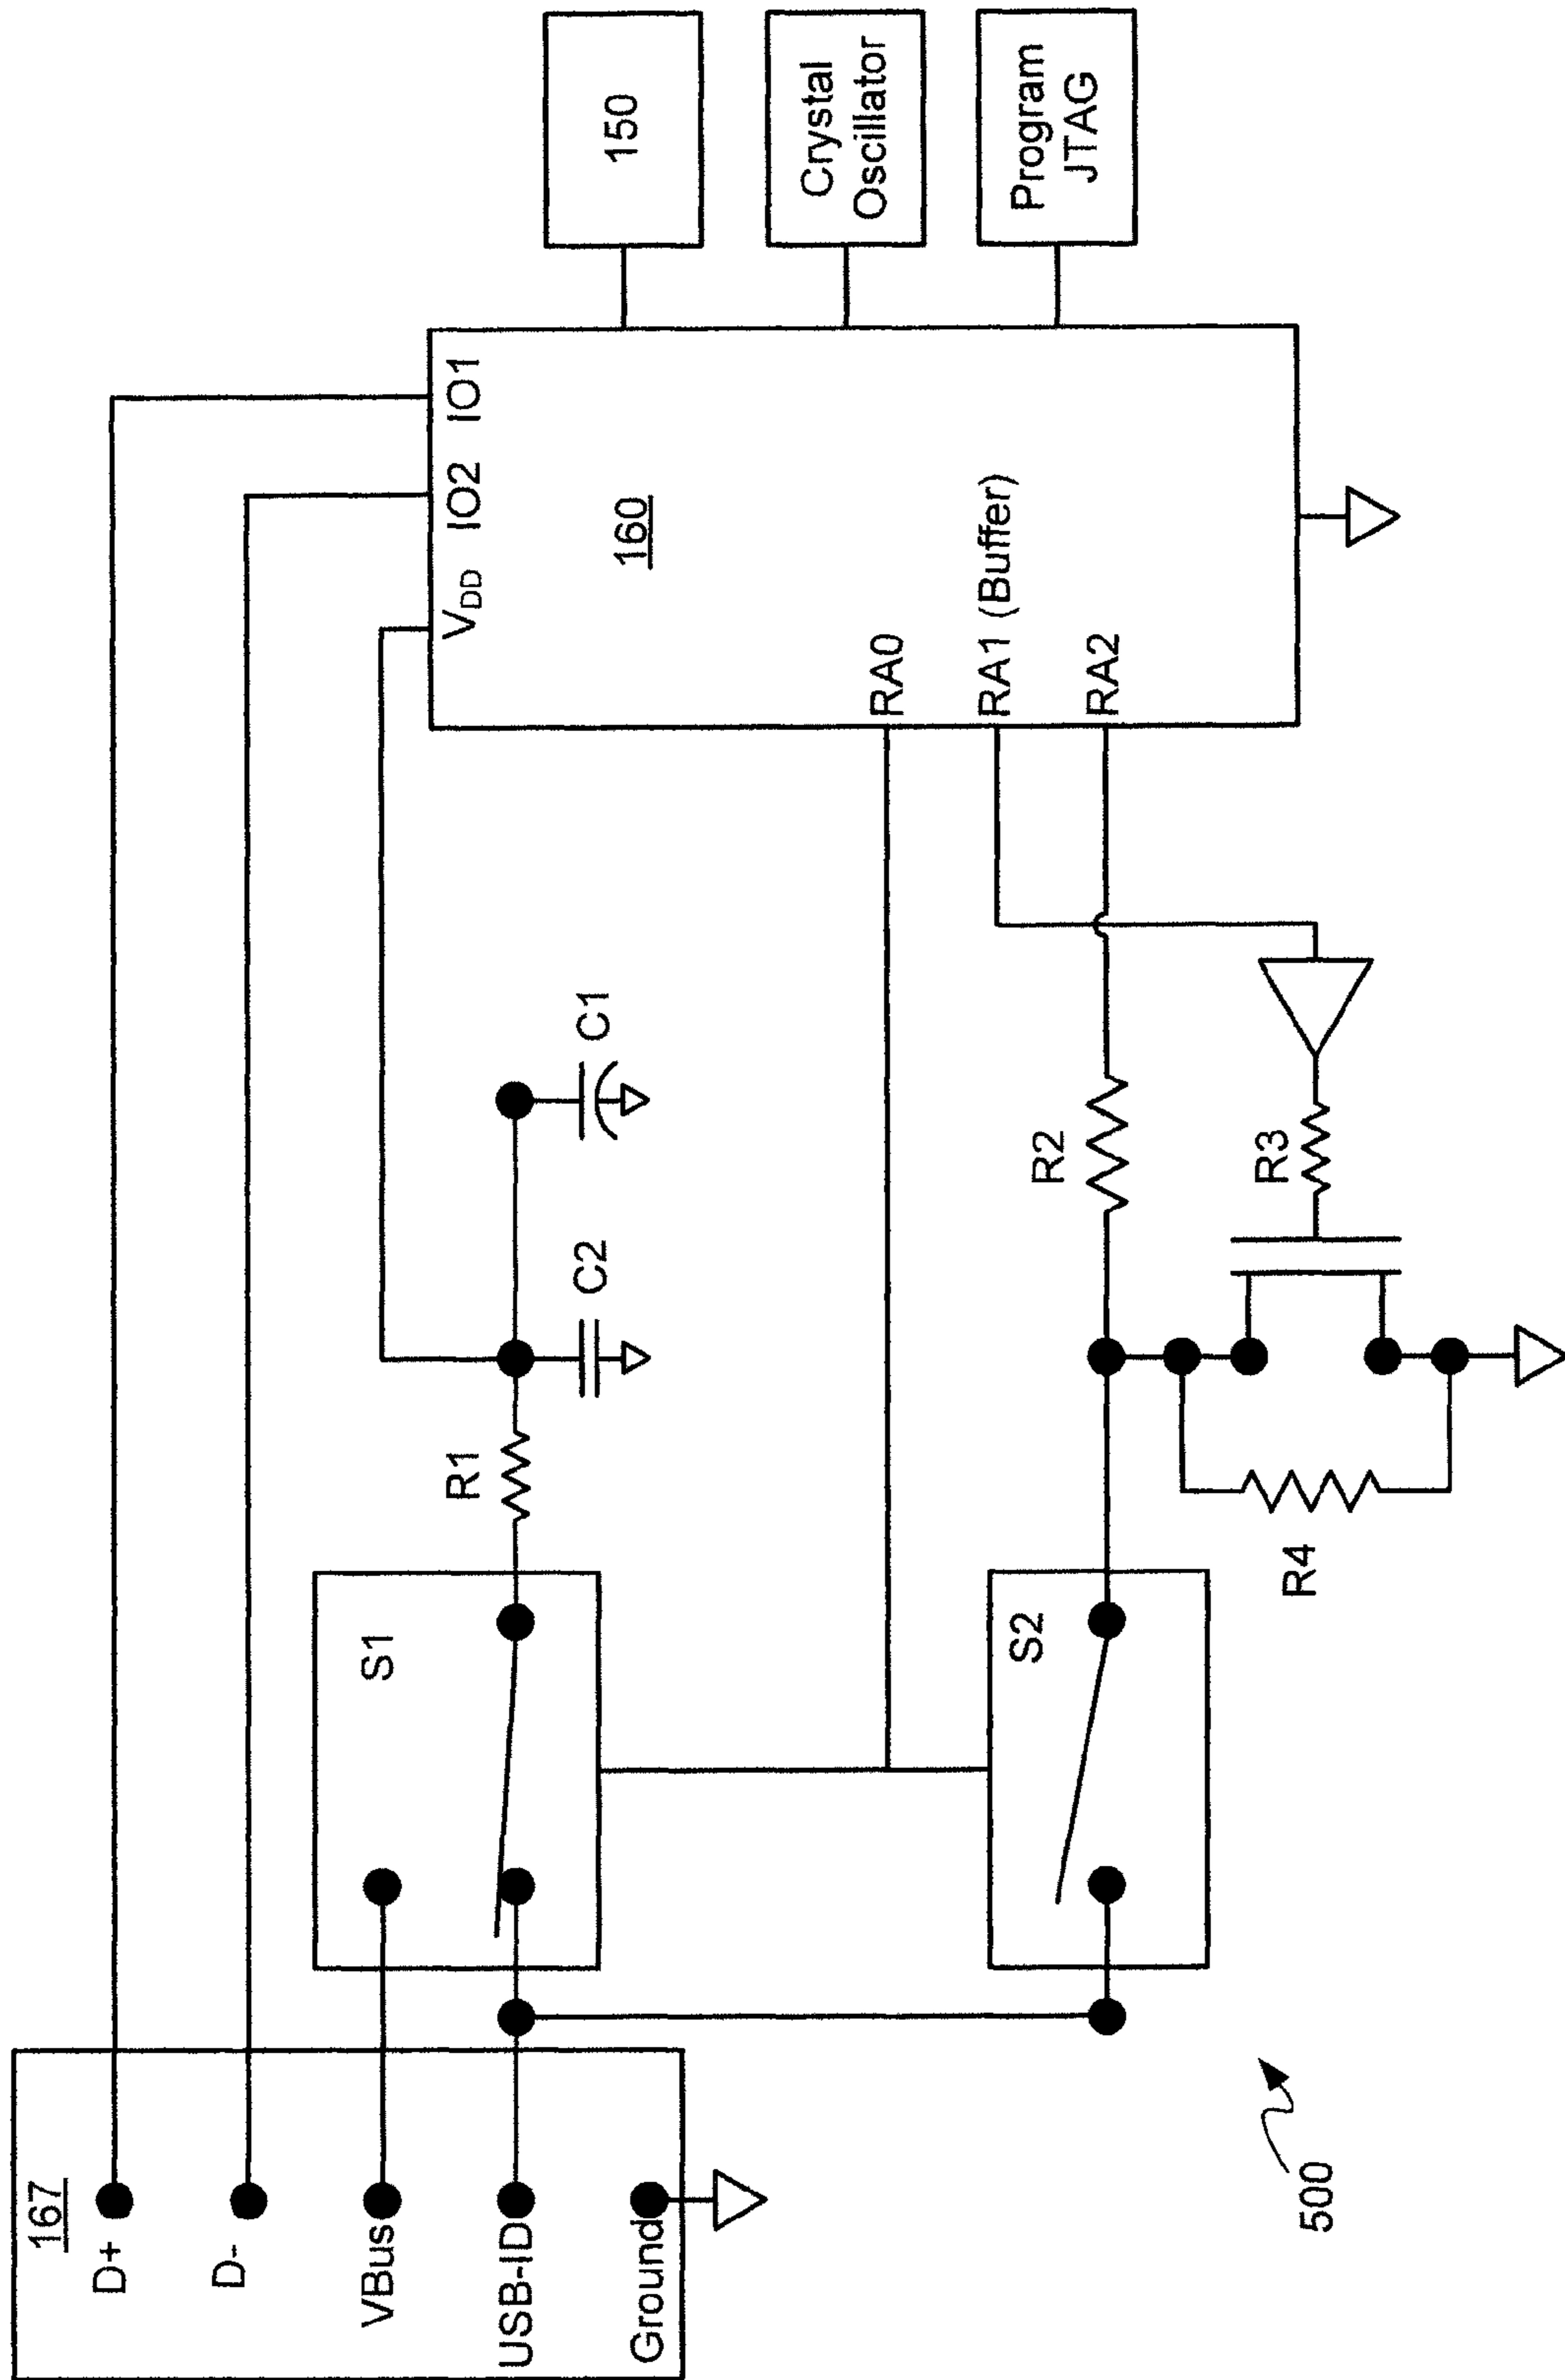 167
D+
D-
VBus
USB-ID
Ground
S1
R1
C2
C1
S2
R2
R3
R4
VDD
IO2
IO1
160
RA0
RA1 (Buffer)
RA2
150
Crystal
Oscillator
Program
JTAG
500